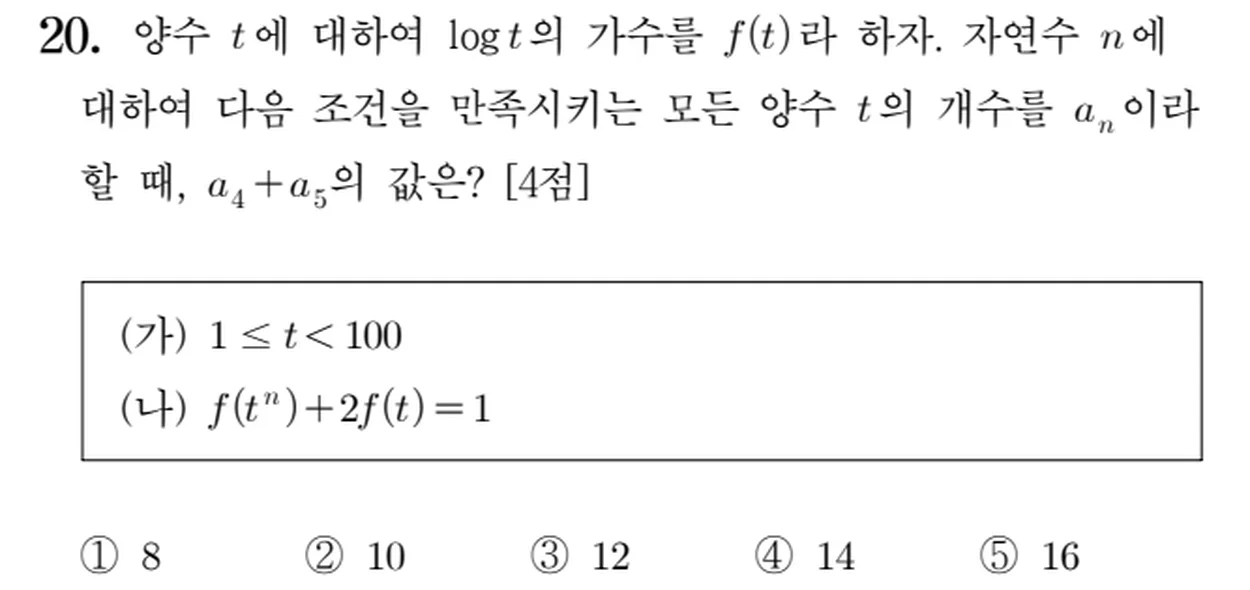 20. 양수 t에 대하여 log t의 가수를 f(t)라 하자. 자연수 n에
대하여 다음 조건을 만족시키는 모든 양수 t의 개수를 aₙ이라
할 때, a₄+a₅의 값은? [4점]
(가) 1 ≤ t < 100
(나) f(tⁿ)+2f(t)=1
① 8 ② 10 ③ 12 ④ 14 ⑤ 16